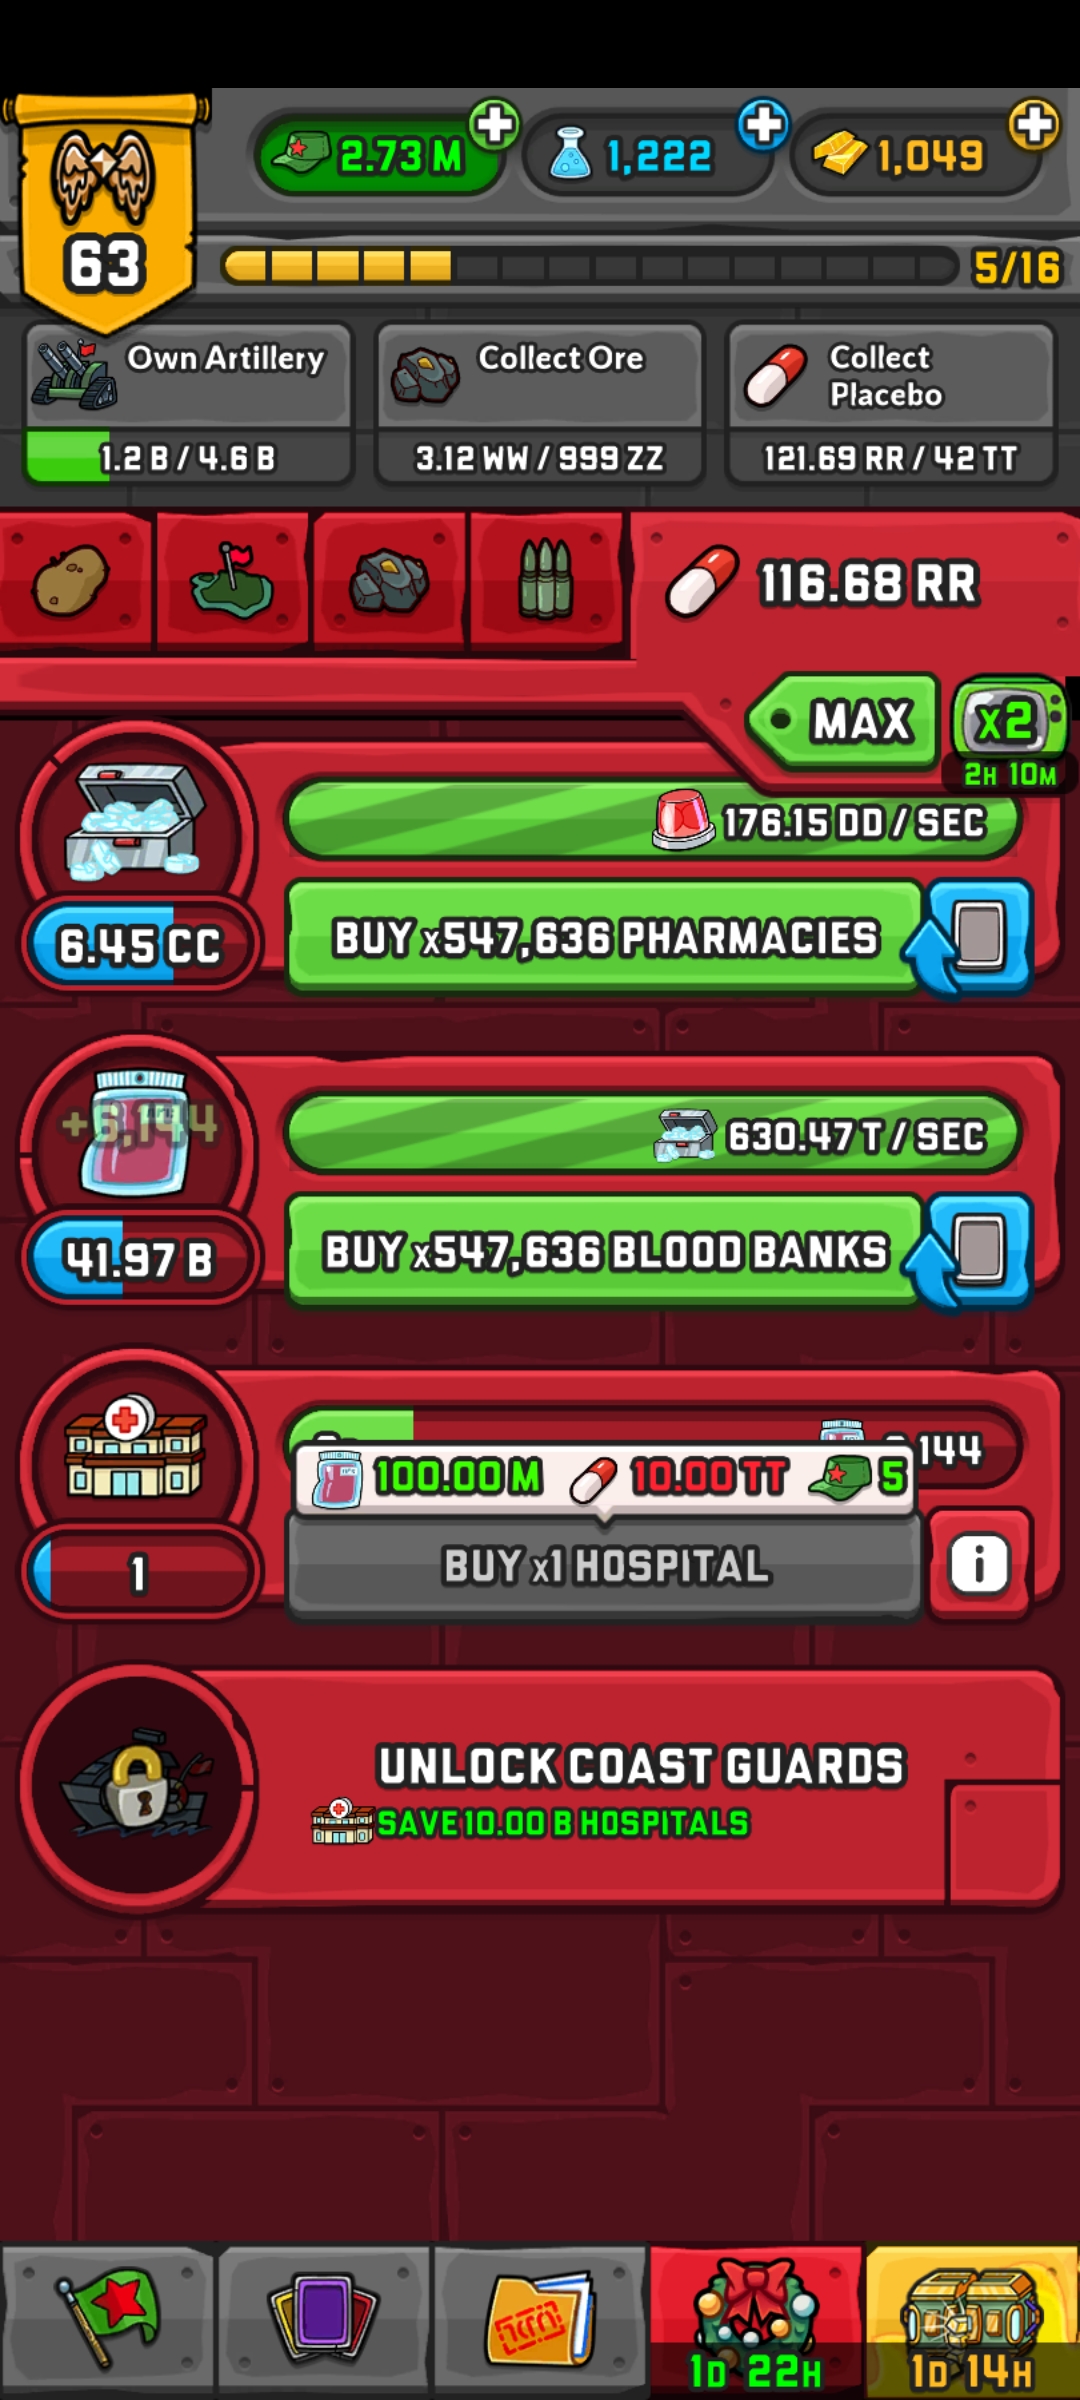 2.73 M
1,222
1,049
63
5/16
Own Artillery
1.2 B / 4.6 B
Collect Ore
3.12 WW / 999 ZZ
Collect
Placebo
121.69 RR / 42 TT
116.68 RR
MAX
x2
2H 10M
176.15 DD / SEC
6.45 CC
BUY x547,636 PHARMACIES
+6,144
630.47 T / SEC
41.97 B
BUY x547,636 BLOOD BANKS
144
100.00 M
10.00 TT
5
1
BUY x1 HOSPITAL
i
UNLOCK COAST GUARDS
SAVE 10.00 B HOSPITALS
1D 22H
1D 14H